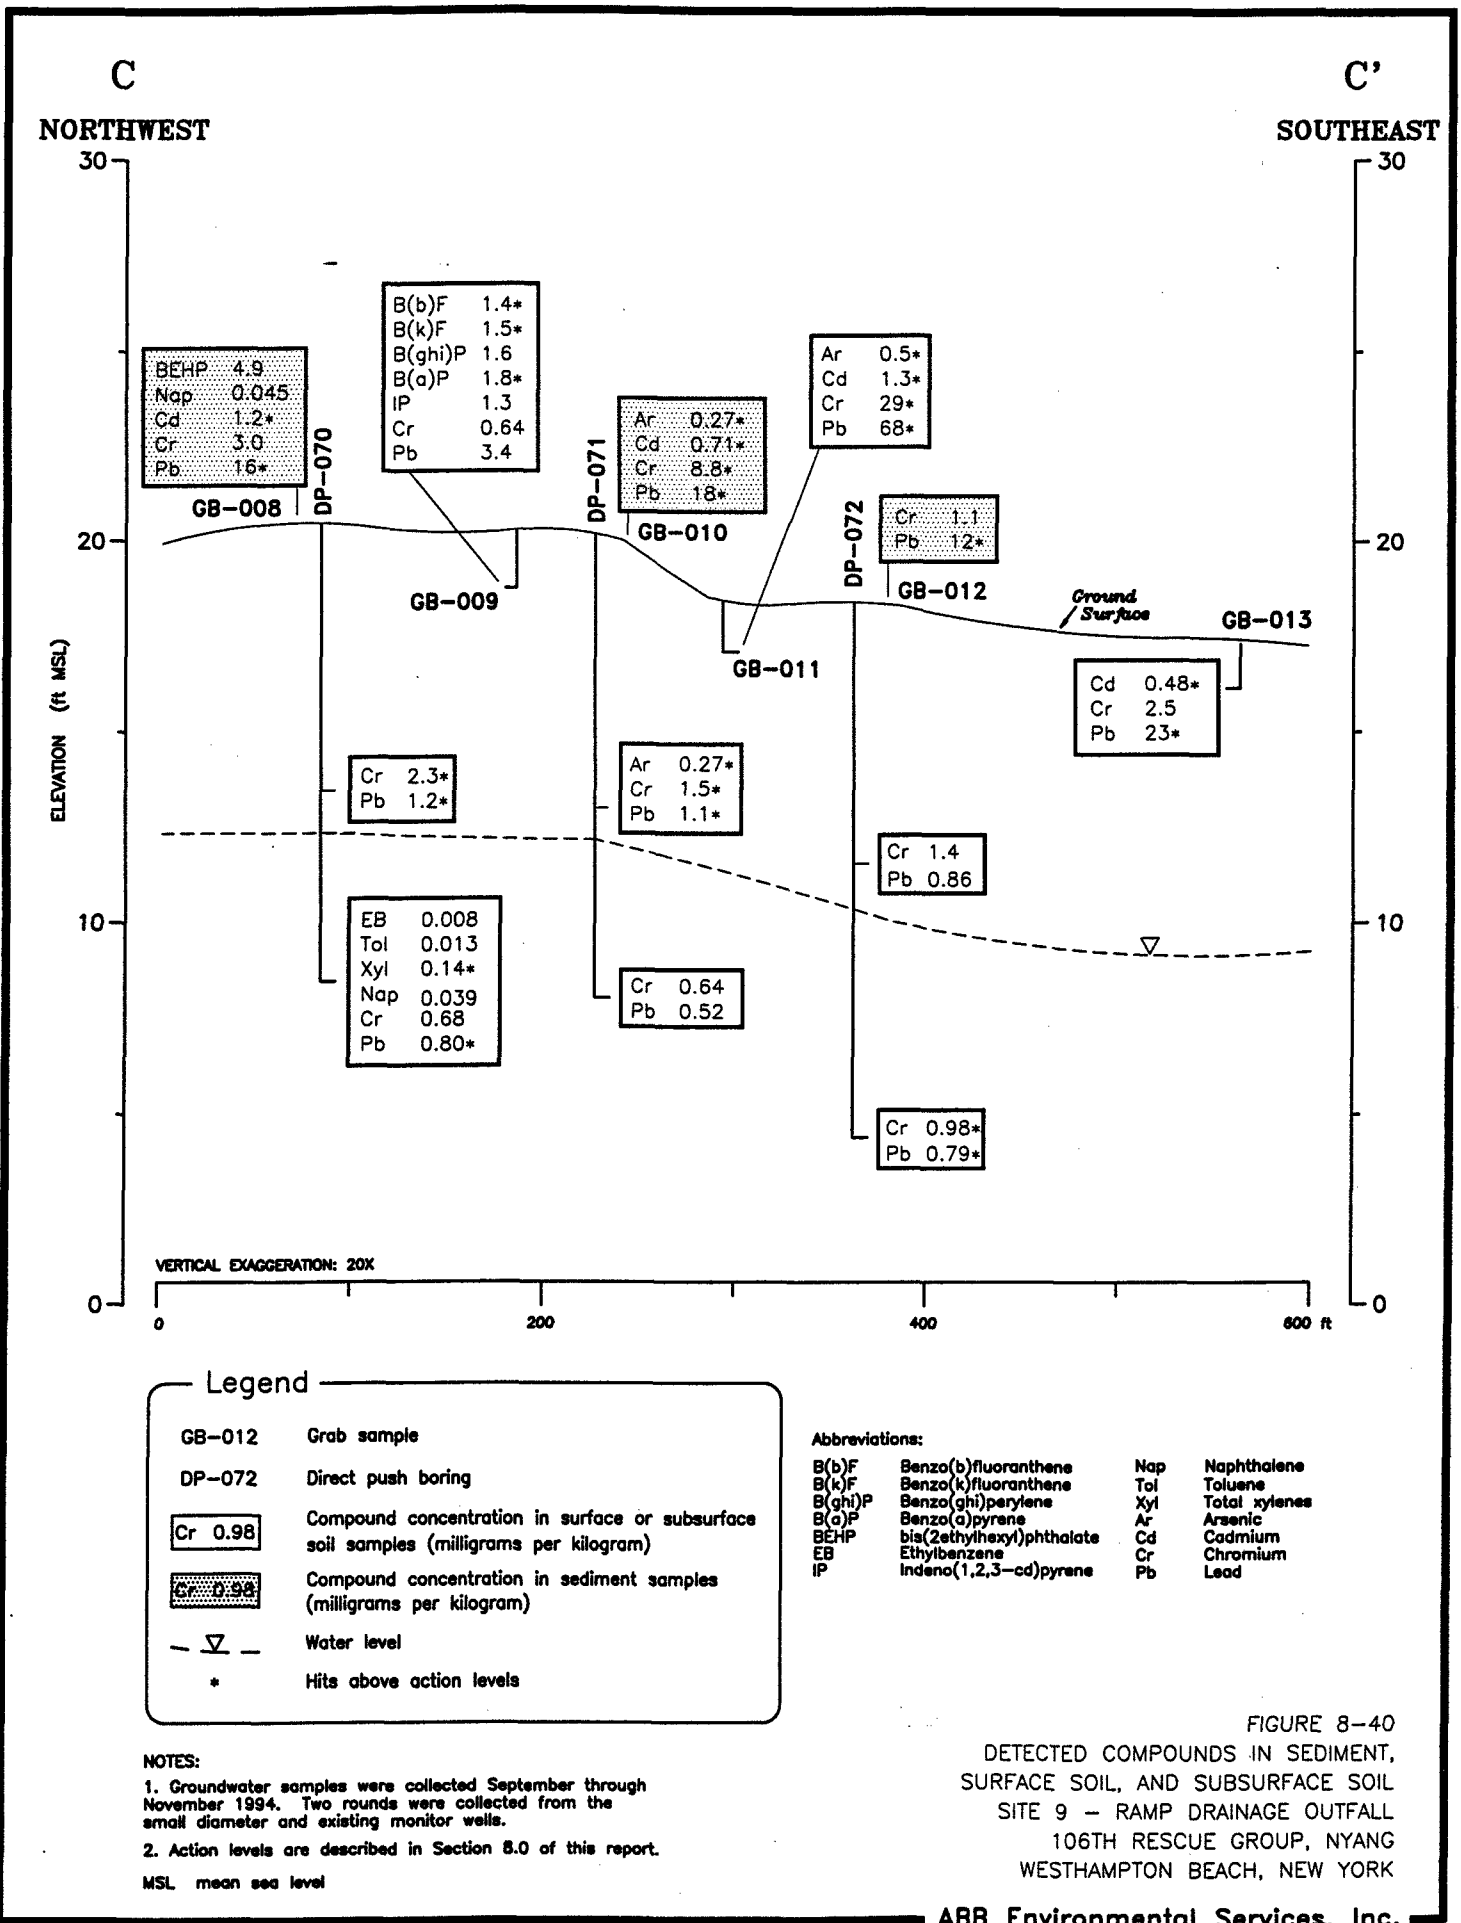 C
C'
NORTHWEST
SOUTHEAST
30
30
B(b)F 1.4*
B(k)F 1.5*
B(ghi)P 1.6
B(a)P 1.8*
IP 1.3
Cr 0.64
Pb 3.4
BEHP 4.9
Nap 0.045
Cd 1.2*
Cr 3.0
Pb 16*
GB-008
DP-070
Ar 0.5*
Cd 1.3*
Cr 29*
Pb 68*
DP-071
Ar 0.27*
Cd 0.71*
Cr 8.8*
Pb 18*
GB-010
DP-072
Cr 1.1
Pb 12*
GB-012
20
20
GB-009
Ground
Surface
GB-013
GB-011
ELEVATION (ft MSL)
Cd 0.48*
Cr 2.5
Pb 23*
Cr 2.3*
Pb 1.2*
Ar 0.27*
Cr 1.5*
Pb 1.1*
Cr 1.4
Pb 0.86
10
10
EB 0.008
Tol 0.013
Xyl 0.14*
Nap 0.039
Cr 0.68
Pb 0.80*
Cr 0.64
Pb 0.52
Cr 0.98*
Pb 0.79*
VERTICAL EXAGGERATION: 20X
0
0
0 200 400 600 ft
Legend
GB-012 Grab sample
DP-072 Direct push boring
Cr 0.98 Compound concentration in surface or subsurface
soil samples (milligrams per kilogram)
Cr 0.98 Compound concentration in sediment samples
(milligrams per kilogram)
Water level
* Hits above action levels
Abbreviations:
B(b)F Benzo(b)fluoranthene Nap Naphthalene
B(k)F Benzo(k)fluoranthene Tol Toluene
B(ghi)P Benzo(ghi)perylene Xyl Total xylenes
B(a)P Benzo(a)pyrene Ar Arsenic
BEHP bis(2ethylhexyl)phthalate Cd Cadmium
EB Ethylbenzene Cr Chromium
IP Indeno(1,2,3-cd)pyrene Pb Lead
NOTES:
1. Groundwater samples were collected September through
November 1994. Two rounds were collected from the
small diameter and existing monitor wells.
2. Action levels are described in Section 8.0 of this report.
MSL mean sea level
FIGURE 8-40
DETECTED COMPOUNDS IN SEDIMENT,
SURFACE SOIL, AND SUBSURFACE SOIL
SITE 9 - RAMP DRAINAGE OUTFALL
106TH RESCUE GROUP, NYANG
WESTHAMPTON BEACH, NEW YORK
ABB Environmental Services, Inc.